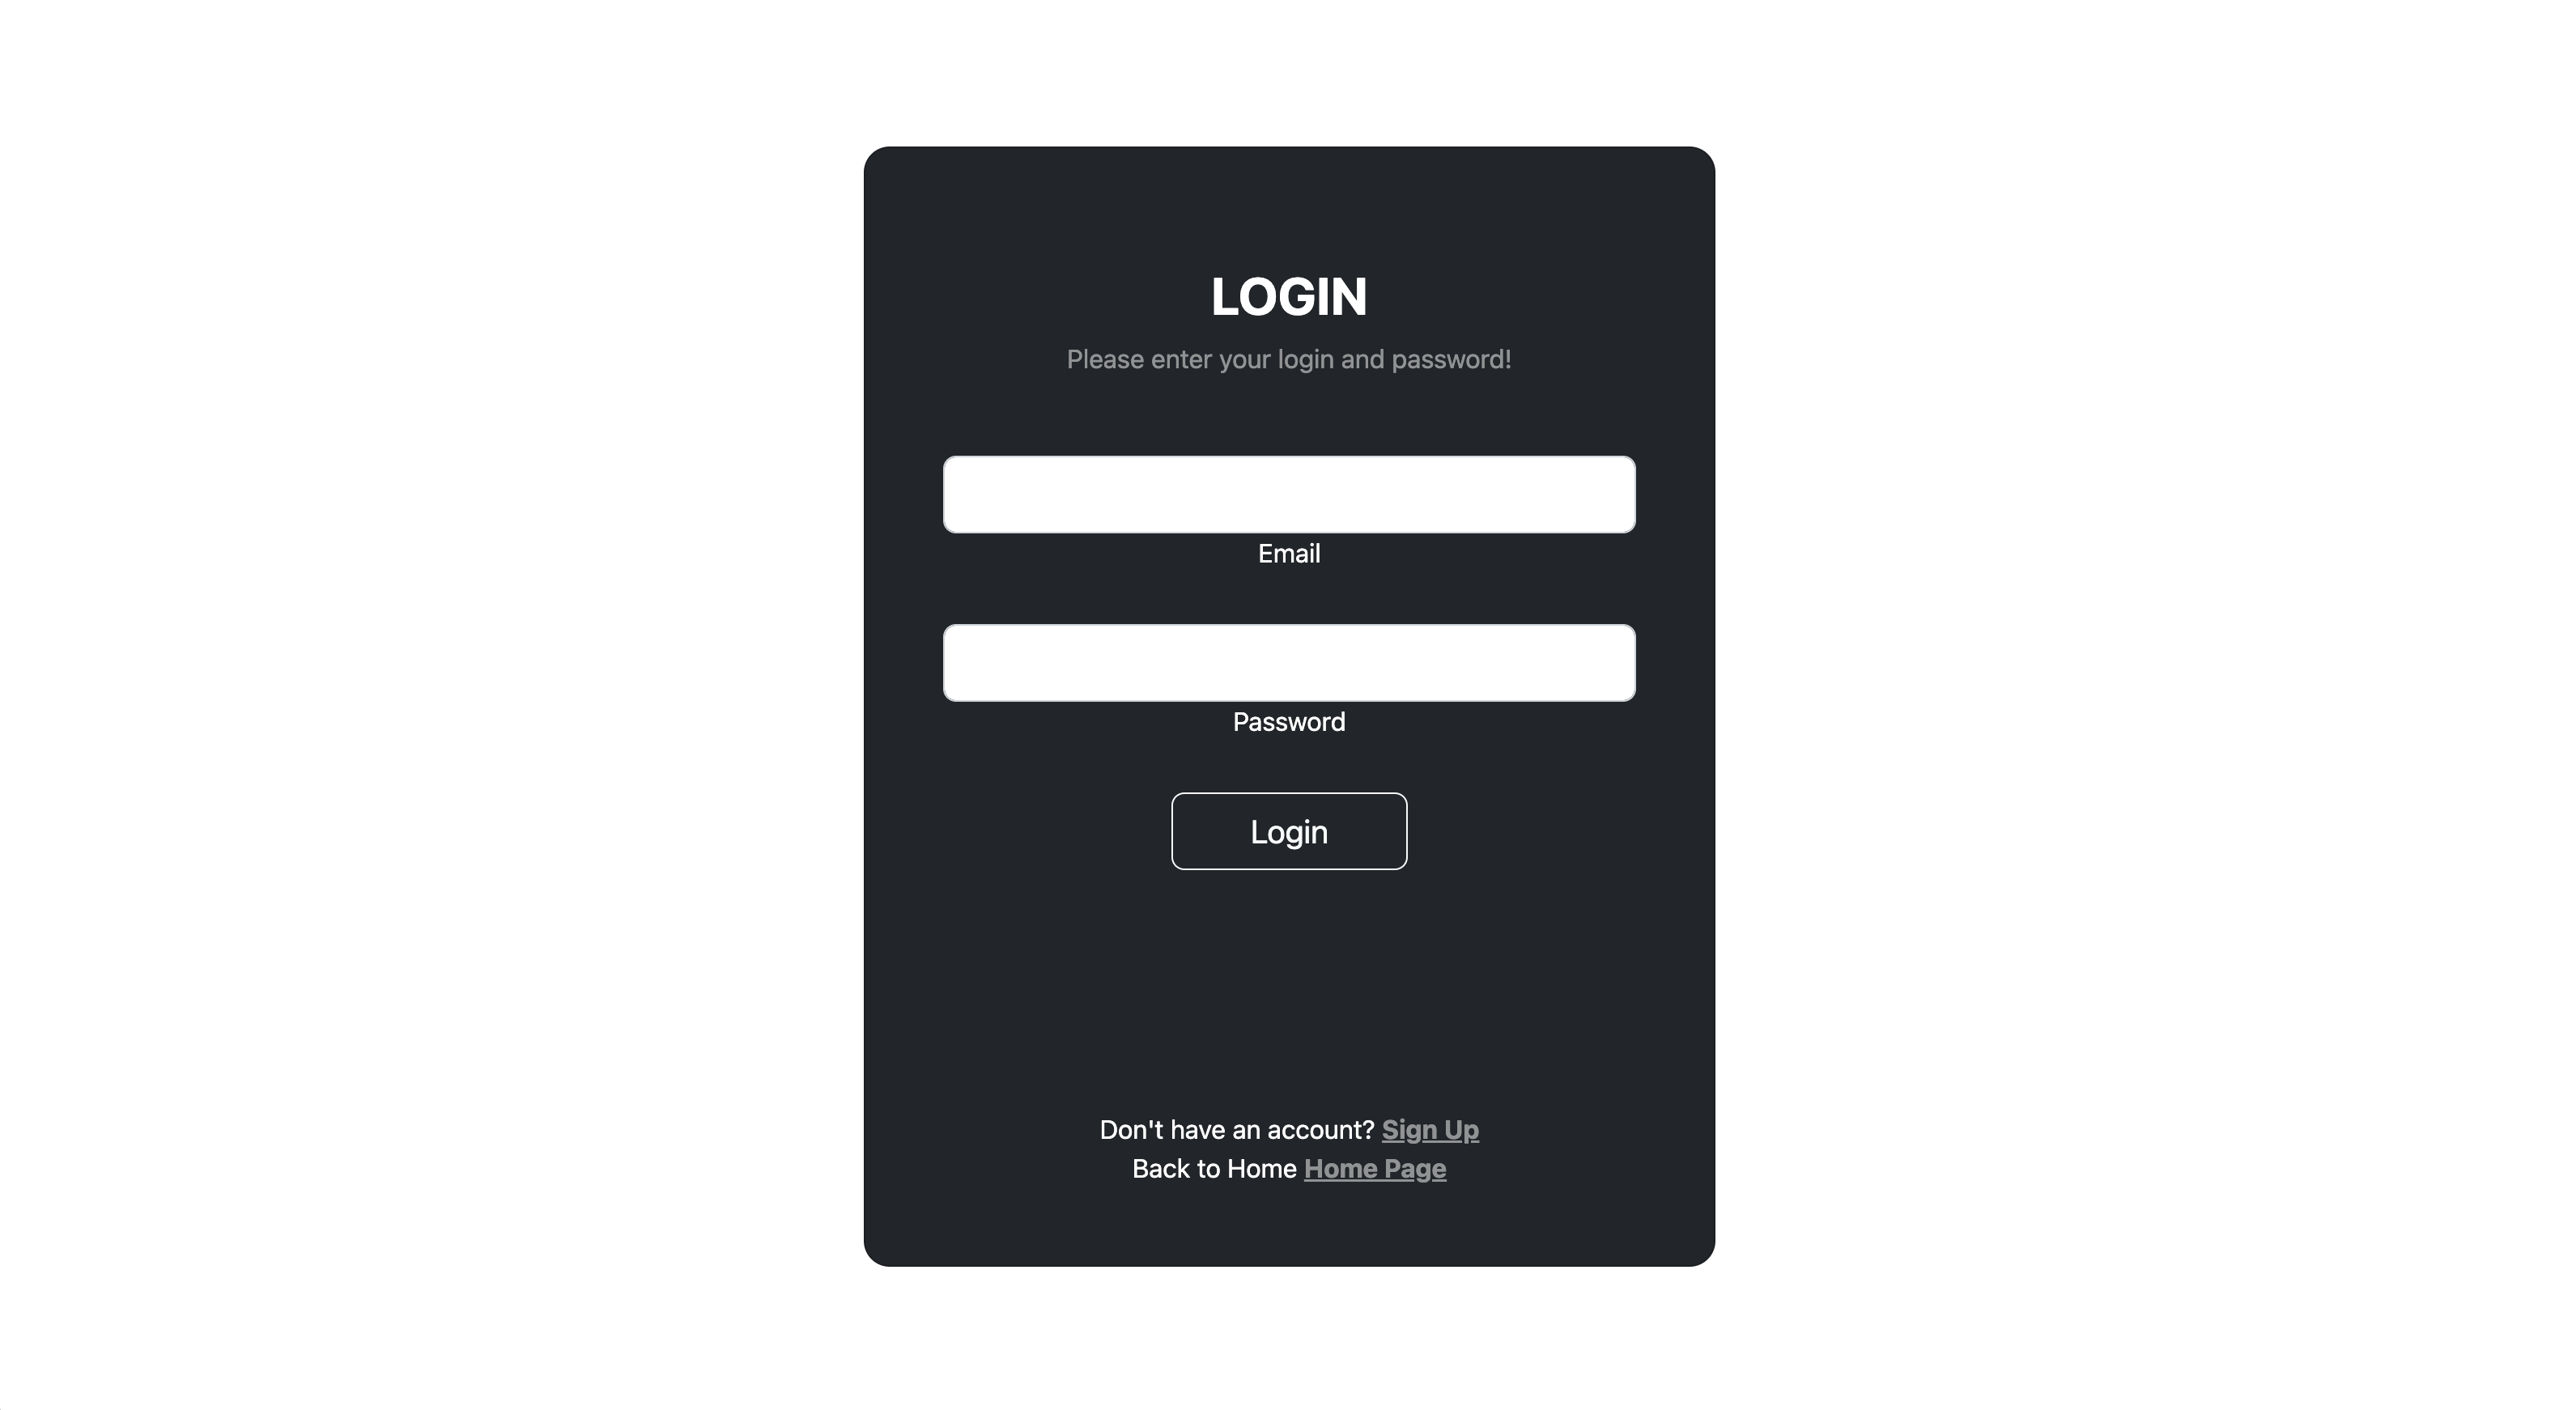 LOGIN
Please enter your login and password!
Email
Password
Login
Don't have an account? Sign Up
Back to Home Home Page